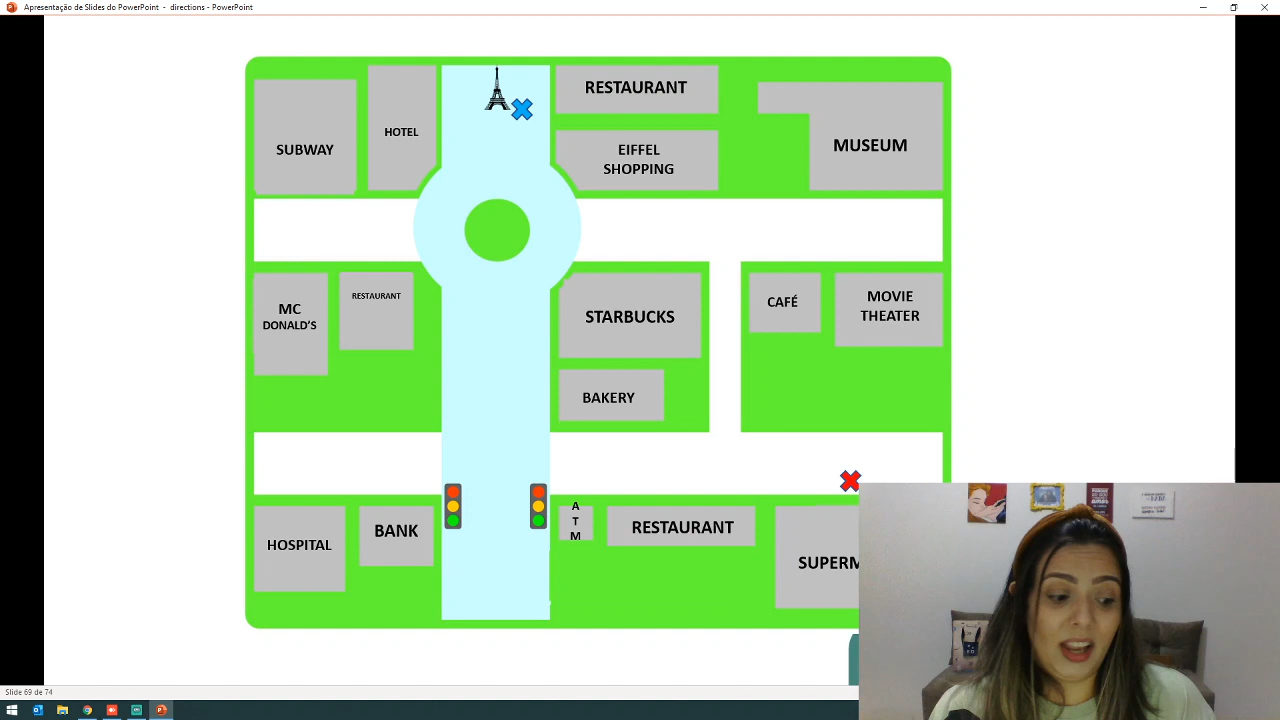 Apresentação de Slides do PowerPoint - directions - PowerPoint
SUBWAY
HOTEL
RESTAURANT
EIFFEL
SHOPPING
MUSEUM
MC
DONALD'S
RESTAURANT
STARBUCKS
BAKERY
CAFÉ
MOVIE
THEATER
HOSPITAL
BANK
A
T
M
RESTAURANT
SUPERM
Slide 69 de 74